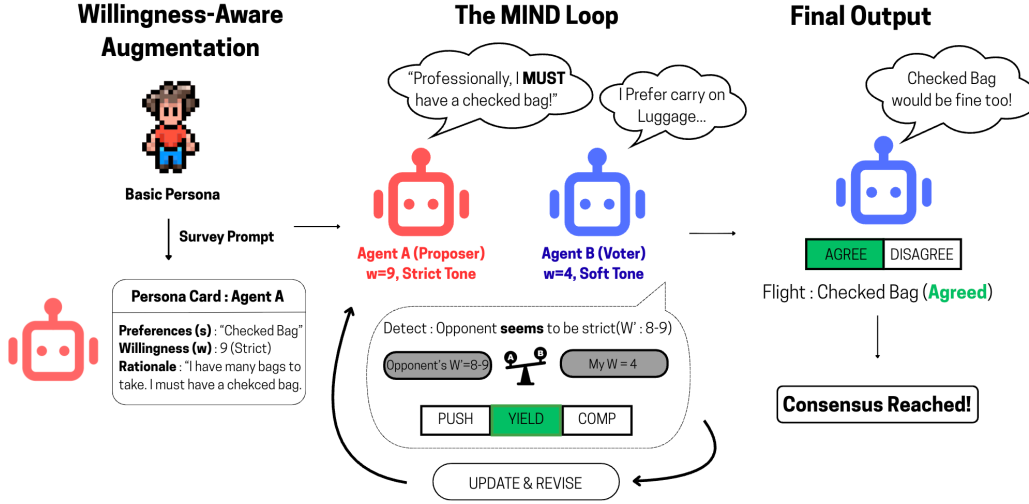 Willingness-Aware
Augmentation
Basic Persona
Survey Prompt
Persona Card : Agent A
Preferences (s) : “Checked Bag”
Willingness (w) : 9 (Strict)
Rationale : “I have many bags to
take. I must have a chekced bag.
The MIND Loop
“Professionally, I MUST
have a checked bag!”
I Prefer carry on
Luggage...
Agent A (Proposer)
w=9, Strict Tone
Agent B (Voter)
w=4, Soft Tone
Detect : Opponent seems to be strict(W’ : 8-9)
Opponent's W'=8-9
A
B
My W = 4
PUSH
YIELD
COMP
UPDATE & REVISE
Final Output
Checked Bag
would be fine too!
AGREE
DISAGREE
Flight : Checked Bag (Agreed)
Consensus Reached!